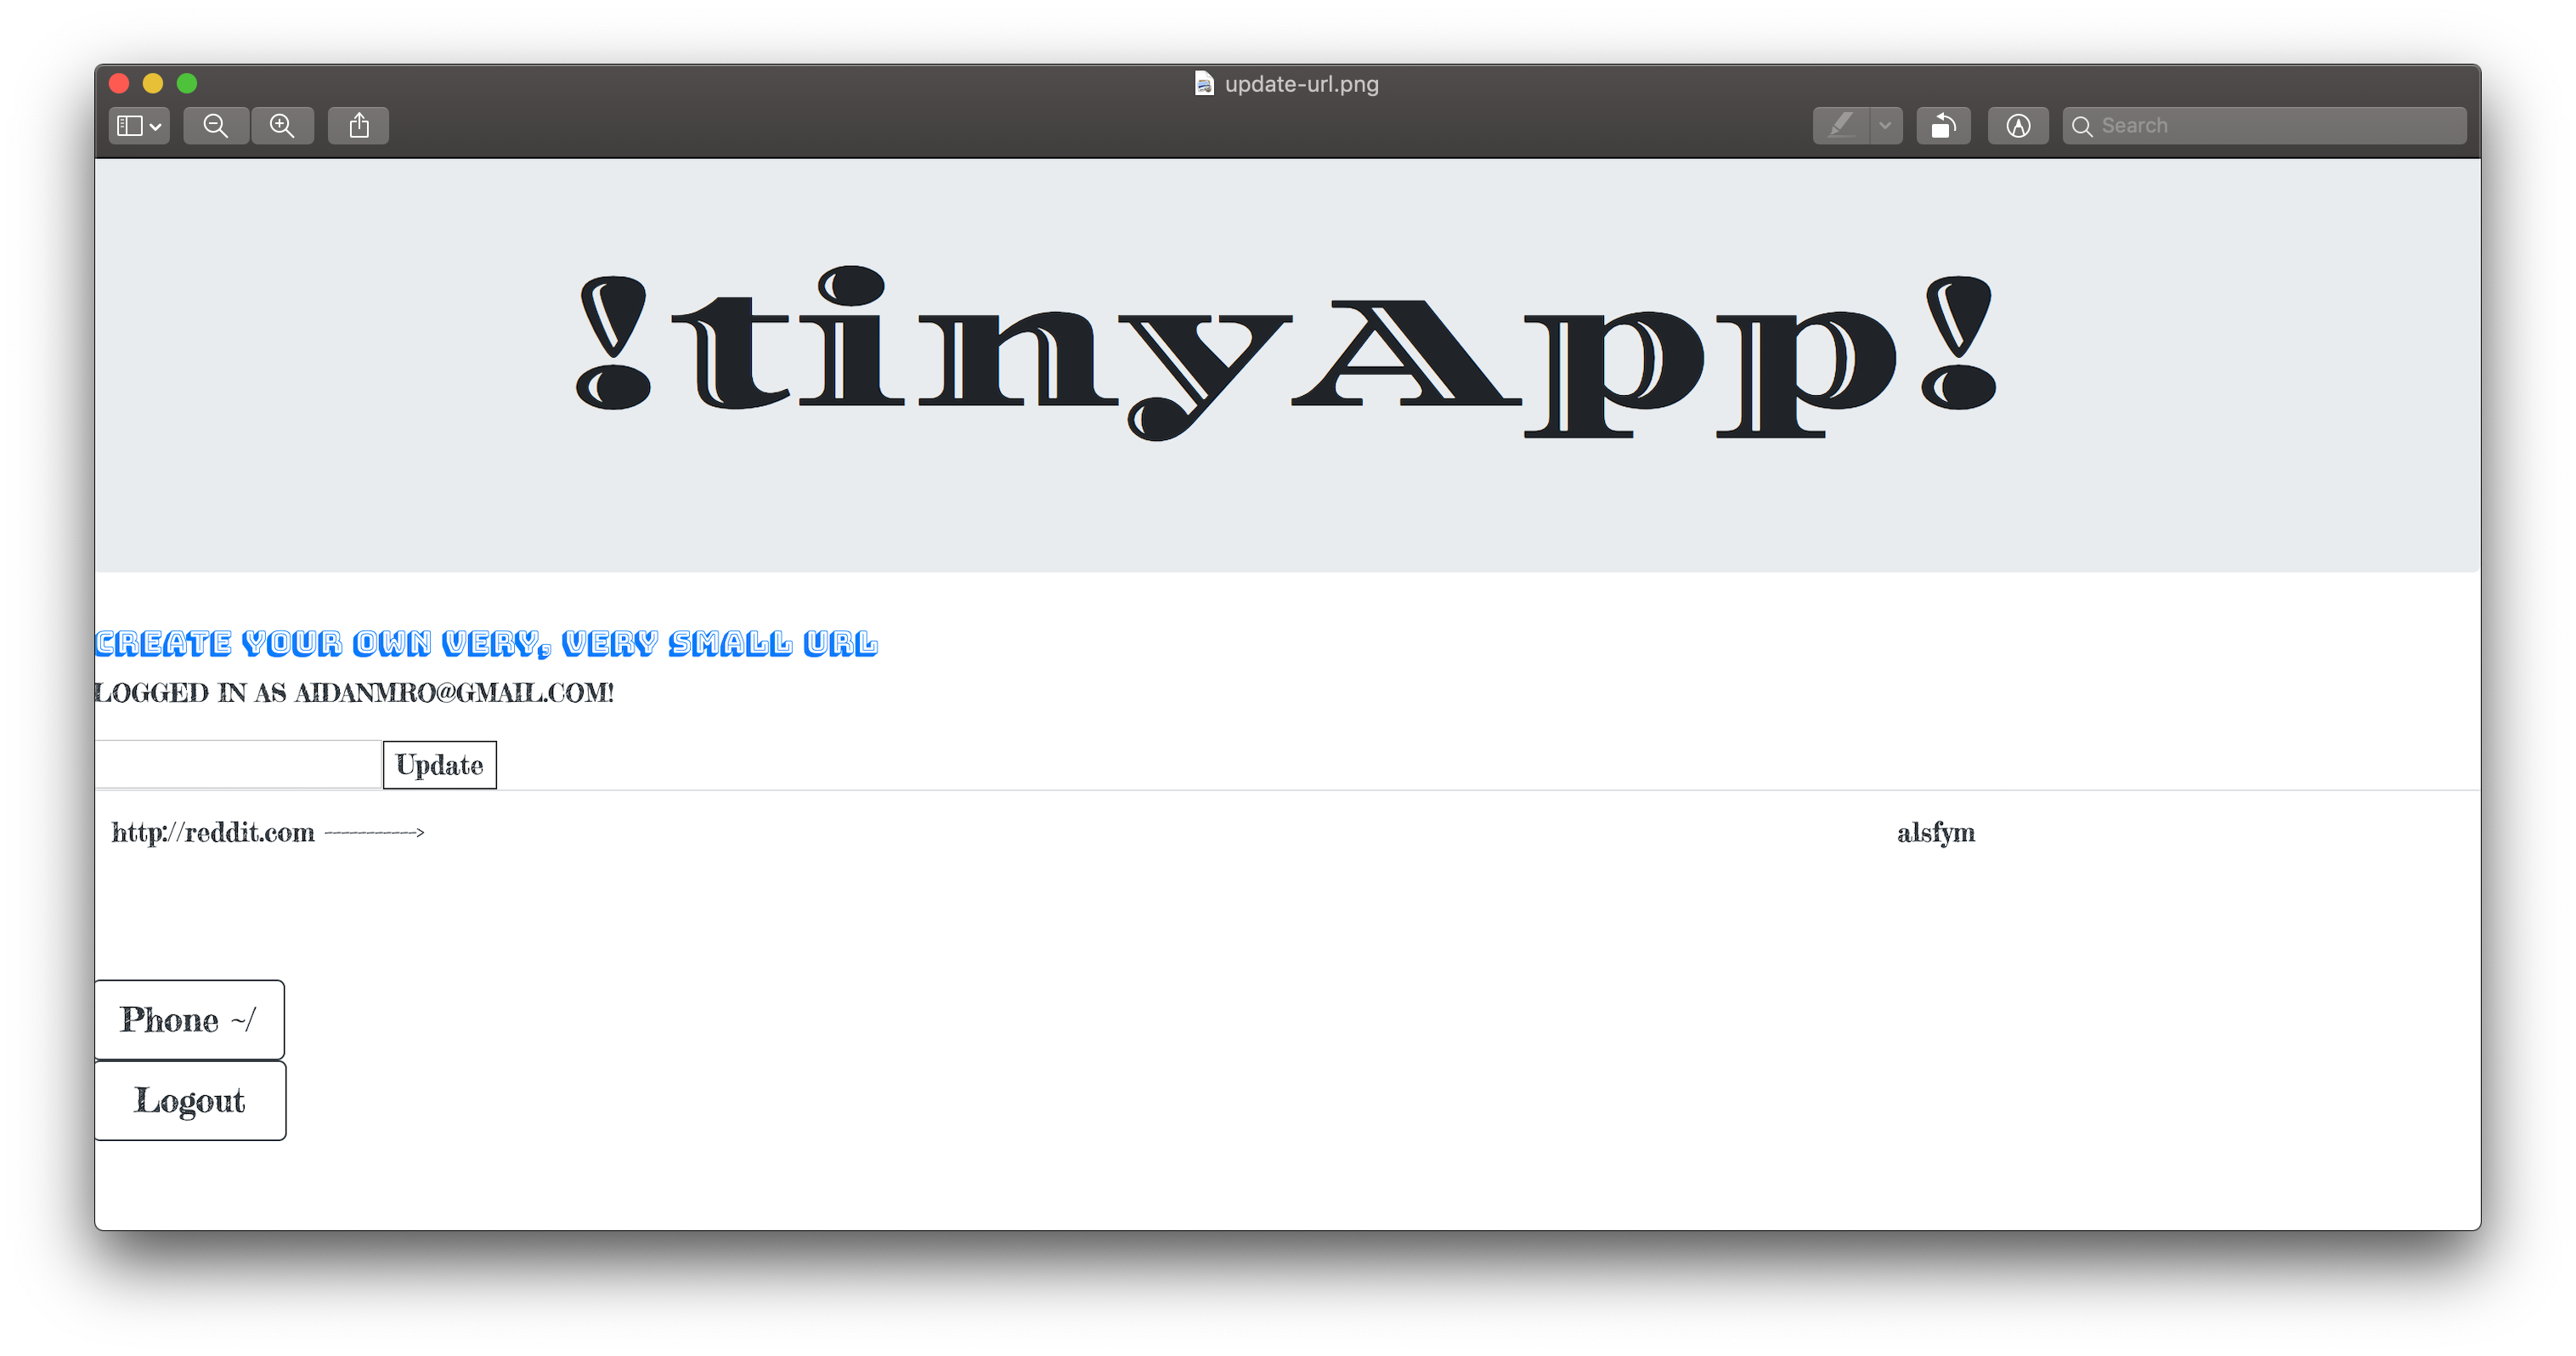 update-url.png
Search
!tinyApp!
CREATE YOUR OWN VERY, VERY SMALL URL
LOGGED IN AS AIDANMRO@GMAIL.COM!
Update
http://reddit.com ----------->
alsfym
Phone ~/
Logout